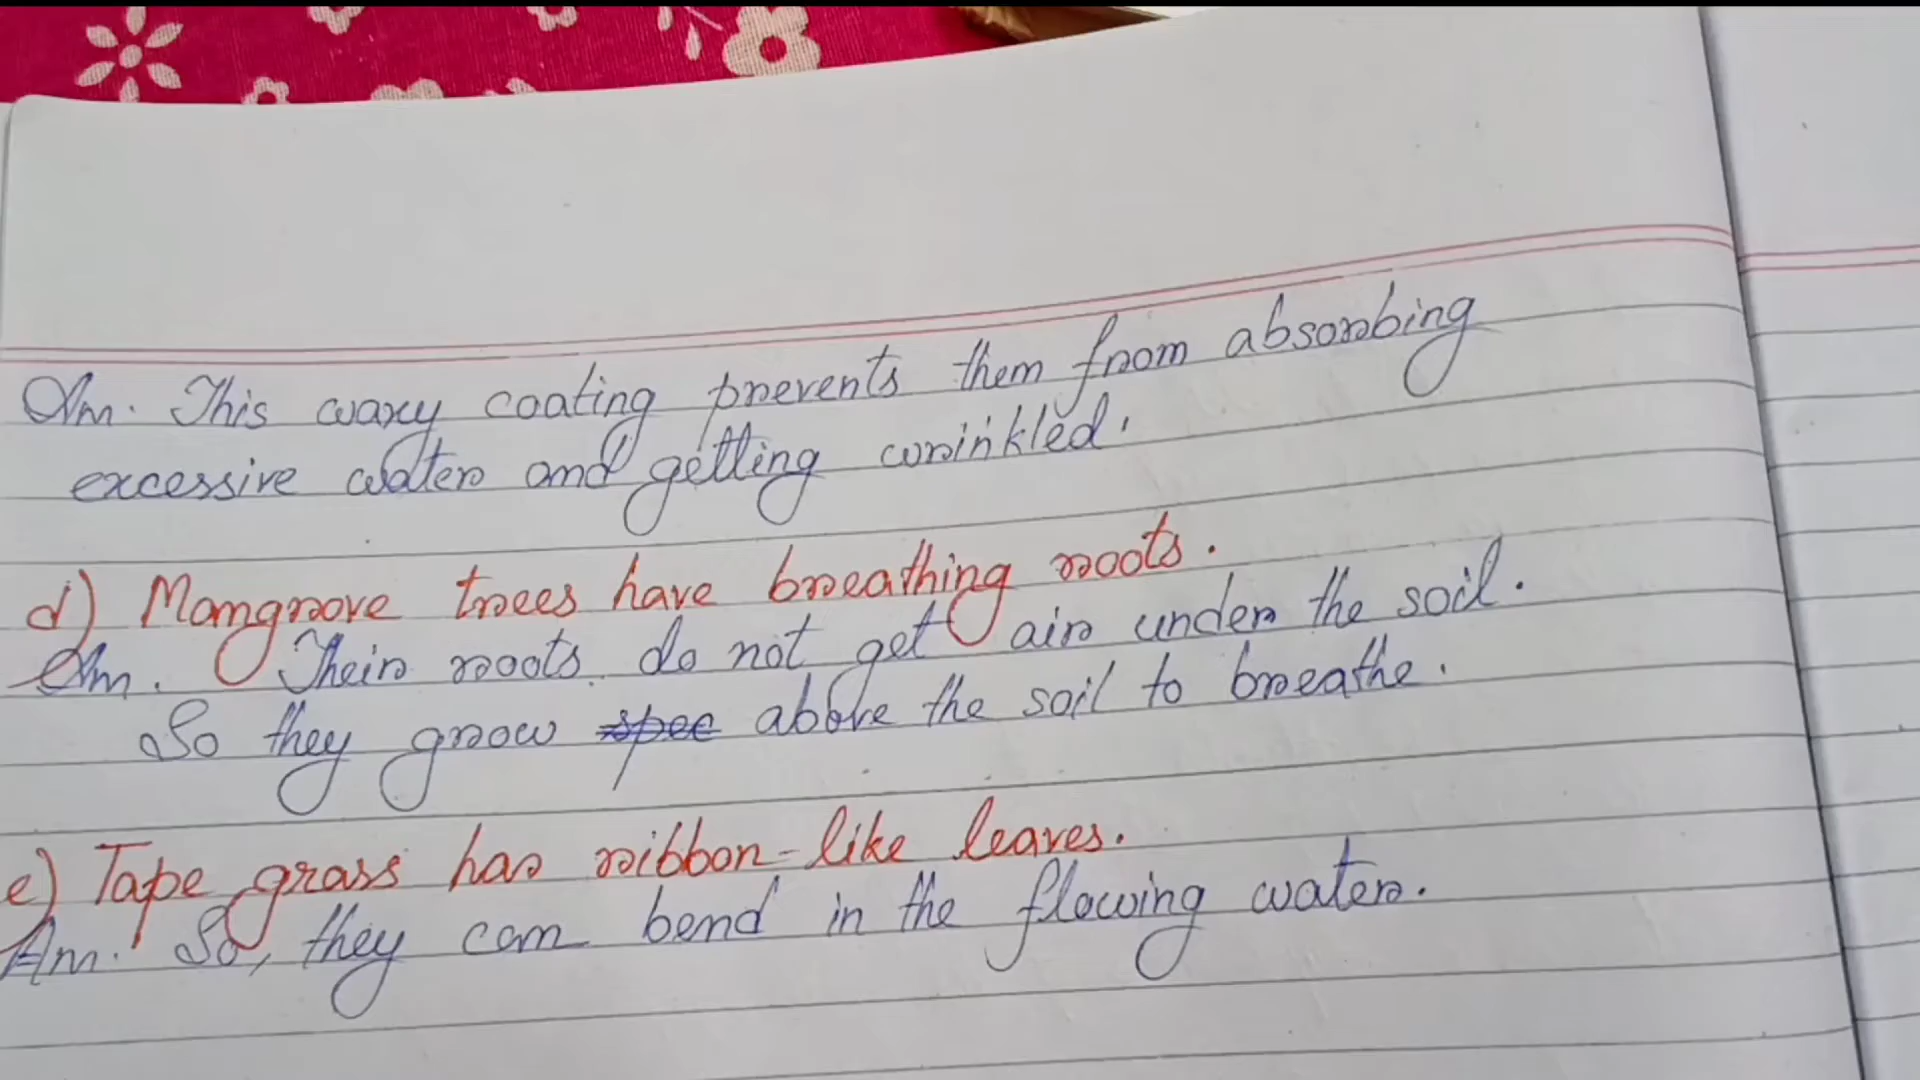 Ans. This waxy coating prevents them from absorbing
excessive water and getting wrinkled.
d) Mangrove trees have breathing roots.
Ans. Their roots do not get air under the soil.
So they grow spec above the soil to breathe.
e) Tape grass has ribbon-like leaves.
Ans. So, they can bend in the flowing water.